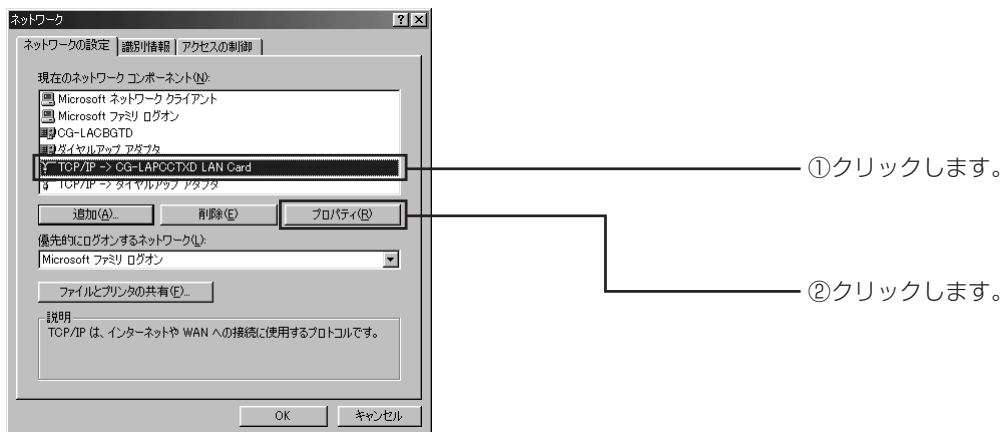 ネットワーク
ネットワークの設定 識別情報 アクセスの制御
現在のネットワーク コンポーネント(N):
Microsoft ネットワーク クライアント
Microsoft ファミリ ログオン
CG-LACBGTD
ダイヤルアップ アダプタ
TCP/IP -> CG-LAPCCTXD LAN Card
①クリックします。
TCP/IP -> ダイヤルアップ アダプタ
追加(A)... 削除(E) プロパティ(R)
優先的にログオンするネットワーク(L):
Microsoft ファミリ ログオン
ファイルとプリンタの共有(F)...
②クリックします。
説明
TCP/IP は、インターネットや WAN への接続に使用するプロトコルです。
OK キャンセル